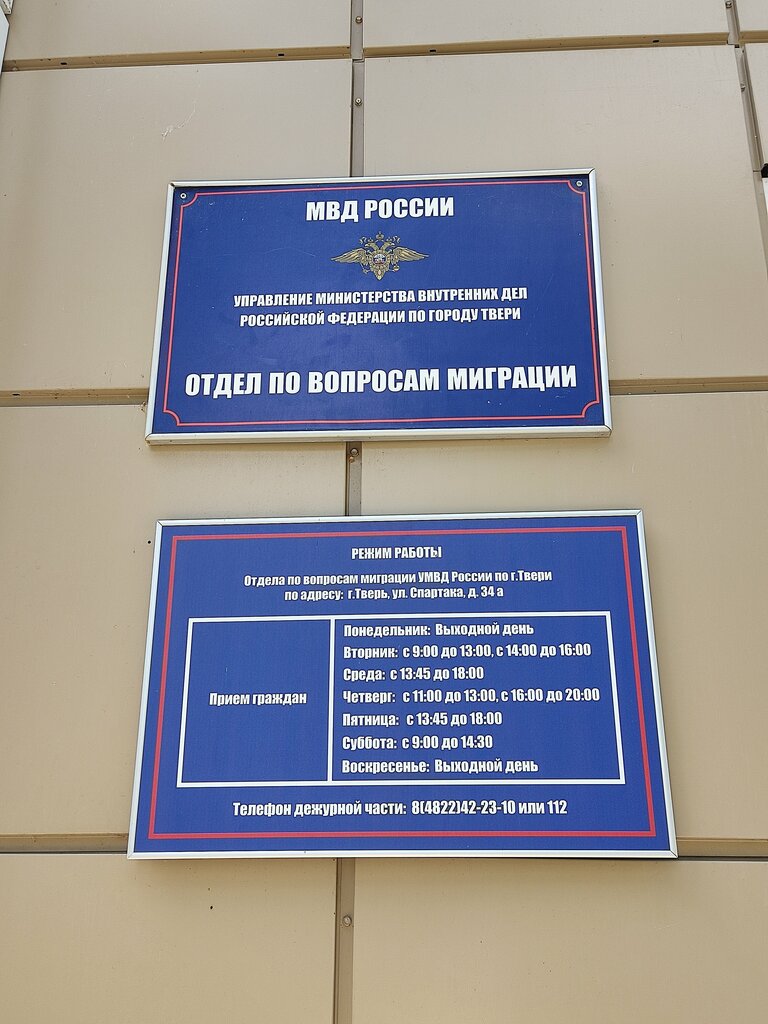 МВД РОССИИ
УПРАВЛЕНИЕ МИНИСТЕРСТВА ВНУТРЕННИХ ДЕЛ
РОССИЙСКОЙ ФЕДЕРАЦИИ ПО ГОРОДУ ТВЕРИ
ОТДЕЛ ПО ВОПРОСАМ МИГРАЦИИ
РЕЖИМ РАБОТЫ
Отдела по вопросам миграции УМВД России по г.Твери
по адресу: г.Тверь, ул. Спартака, д. 34 а
Прием граждан
Понедельник: Выходной день
Вторник: с 9:00 до 13:00, с 14:00 до 16:00
Среда: с 13:45 до 18:00
Четверг: с 11:00 до 13:00, с 16:00 до 20:00
Пятница: с 13:45 до 18:00
Суббота: с 9:00 до 14:30
Воскресенье: Выходной день
Телефон дежурной части: 8(4822)42-23-10 или 112